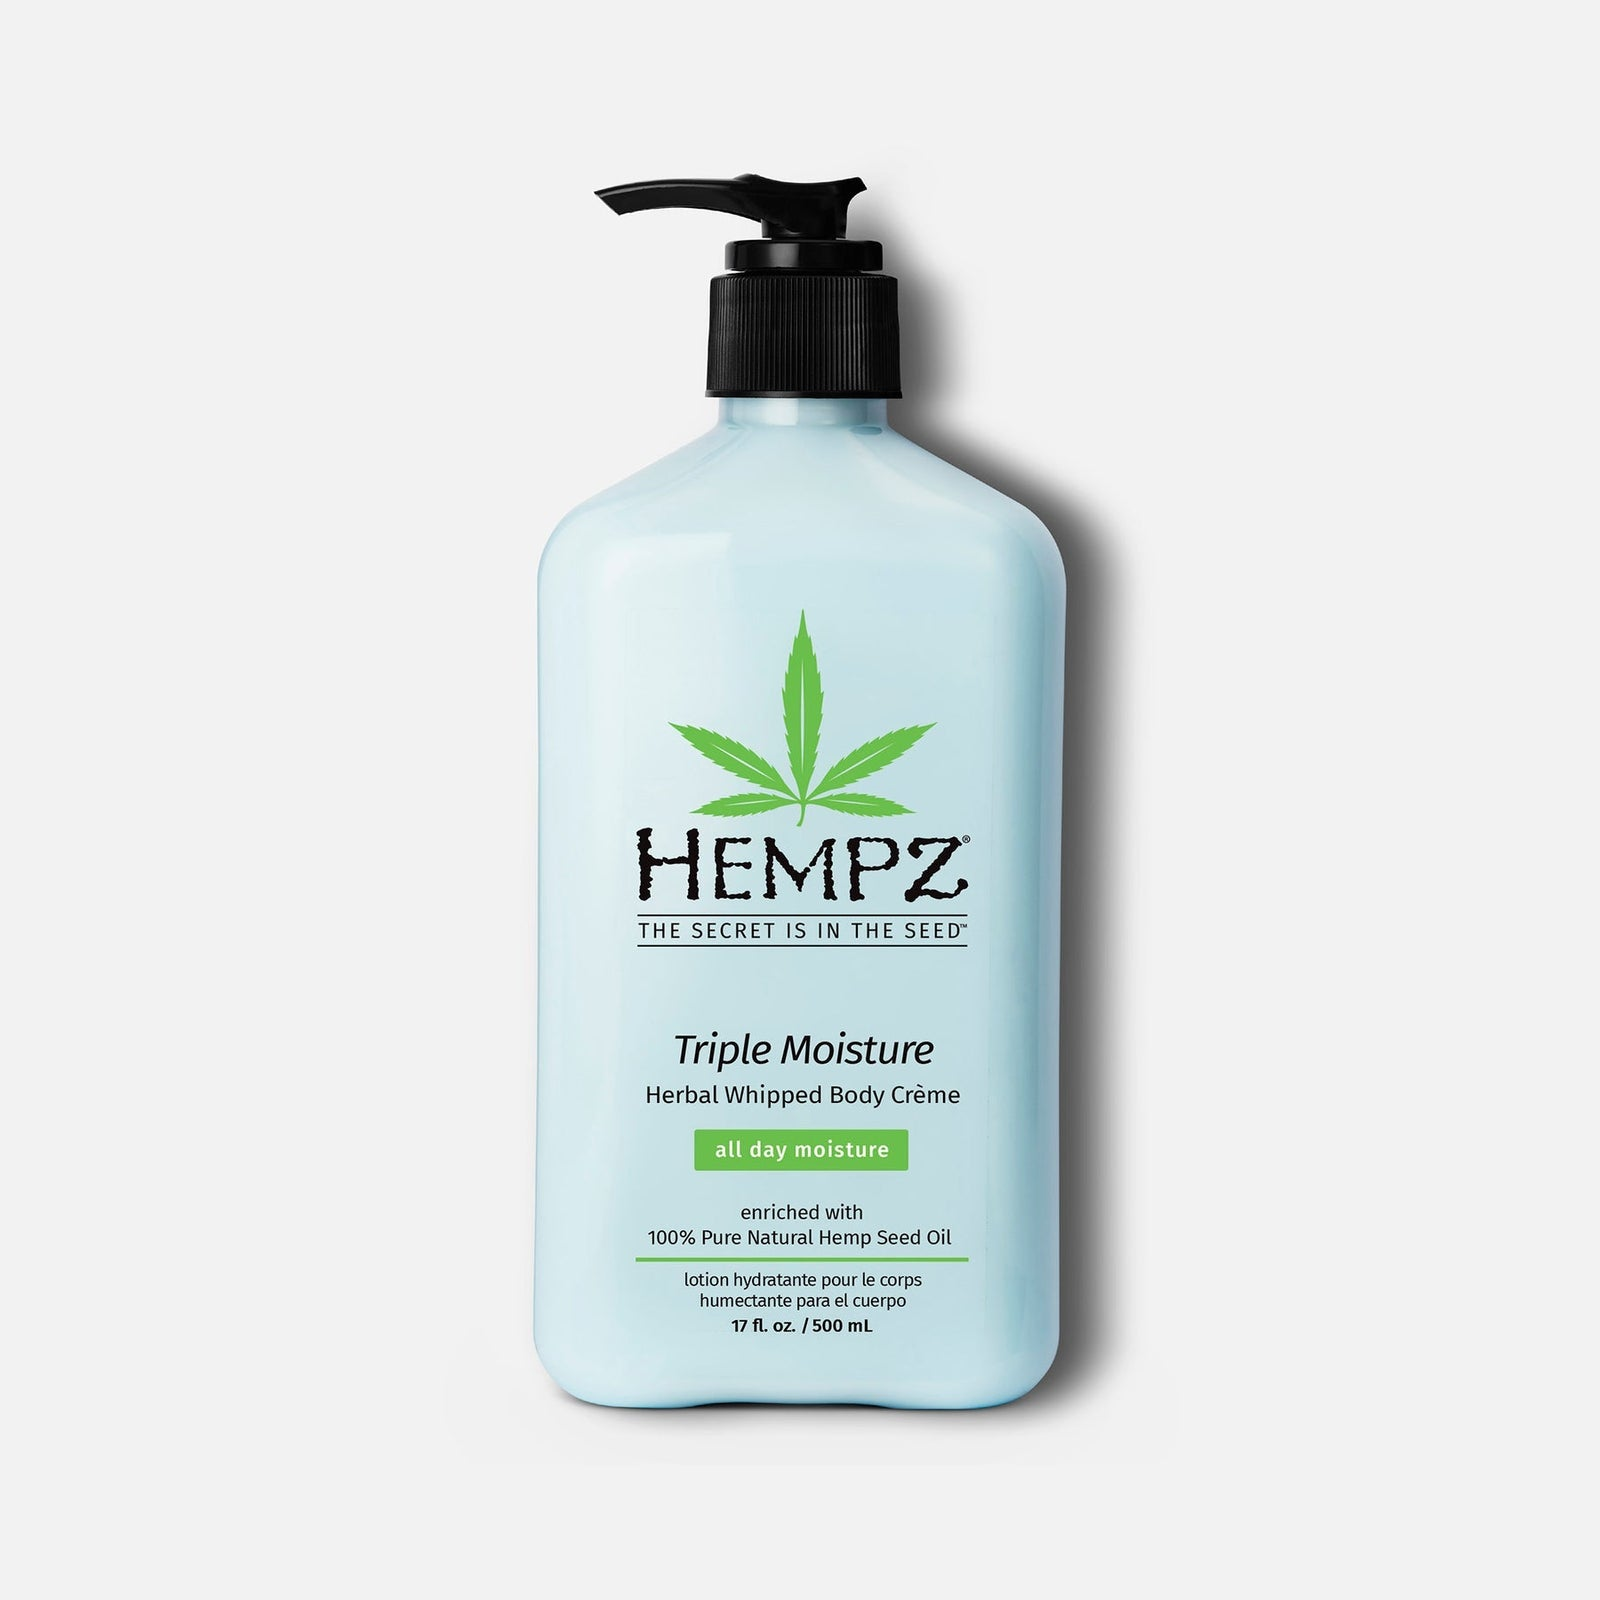 HEMPZ®
THE SECRET IS IN THE SEED™
Triple Moisture
Herbal Whipped Body Crème
all day moisture
enriched with
100% Pure Natural Hemp Seed Oil
lotion hydratante pour le corps
humectante para el cuerpo
17 fl. oz. / 500 mL